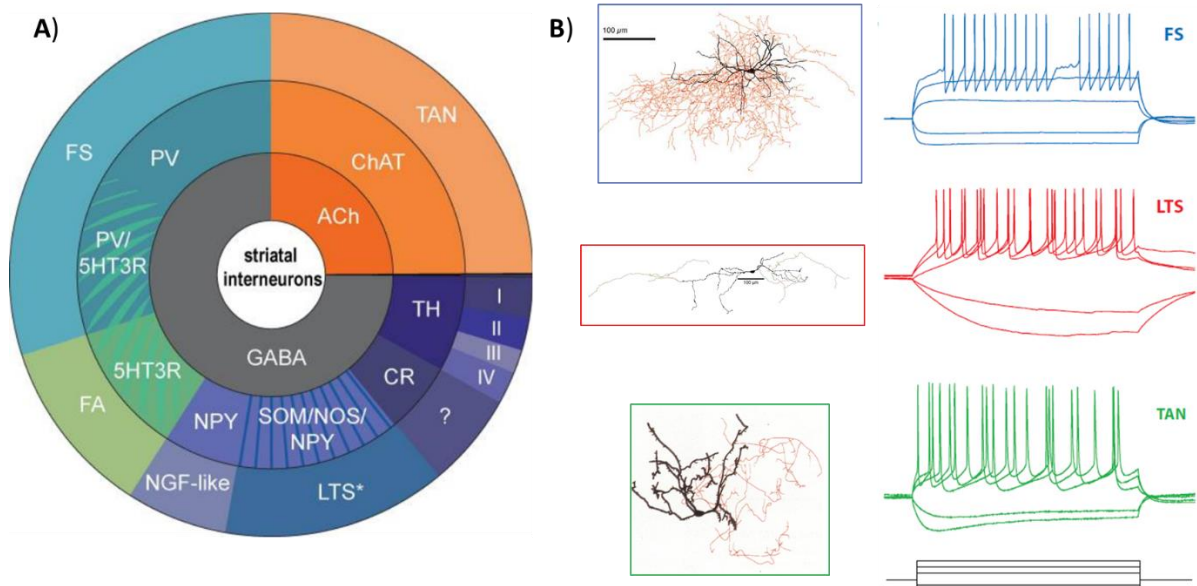 A)
TAN
FS
PV
ChAT
ACh
PV/
5HT3R
striatal
interneurons
TH
I
II
III
IV
GABA
5HT3R
CR
FA
NPY
SOM/NOS/
NPY
?
NGF-like
LTS*
B)
100 µm
FS
100 µm
LTS
TAN